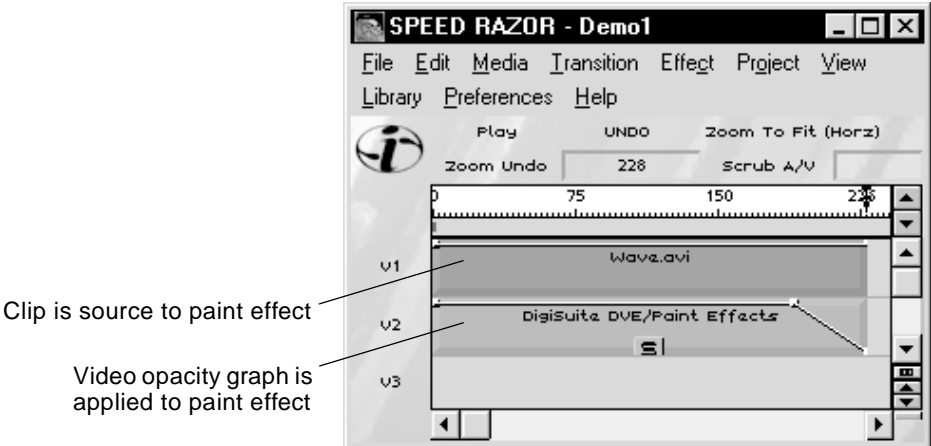 SPEED RAZOR - Demo1
File Edit Media Transition Effect Project View
Library Preferences Help
Play UNDO Zoom To Fit (Horz)
Zoom Undo 228 Scrub A/V
0 75 150 228
V1 Wave.avi
Clip is source to paint effect
V2 DigiSuite DVE/Paint Effects
S
Video opacity graph is
applied to paint effect
V3